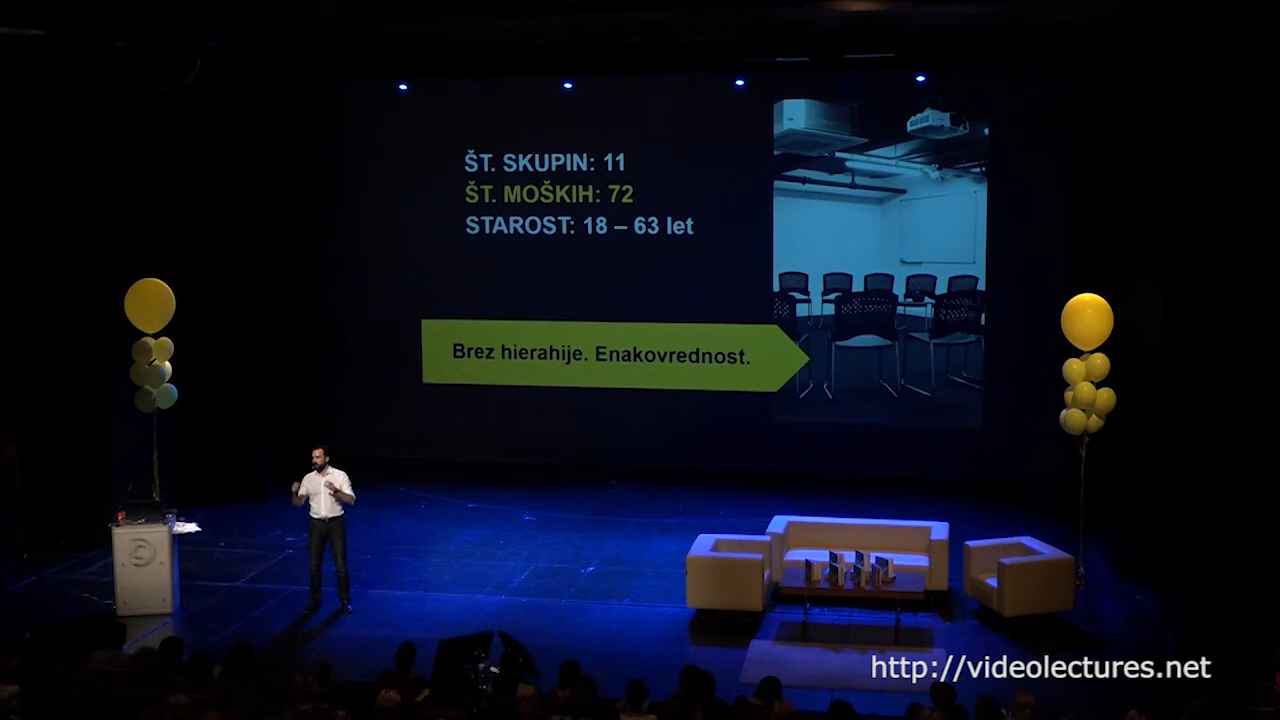 ŠT. SKUPIN: 11
ŠT. MOŠKIH: 72
STAROST: 18 – 63 let
Brez hierahije. Enakovrednost.
http://videolectures.net